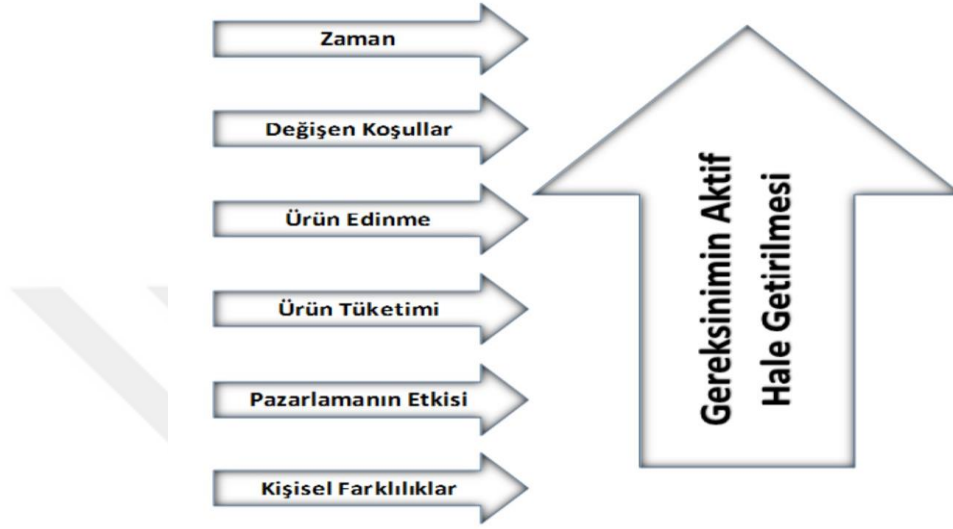 Zaman
Değişen Koşullar
Ürün Edinme
Ürün Tüketimi
Pazarlamanın Etkisi
Kişisel Farklılıklar
Gereksinimin Aktif
Hale Getirilmesi